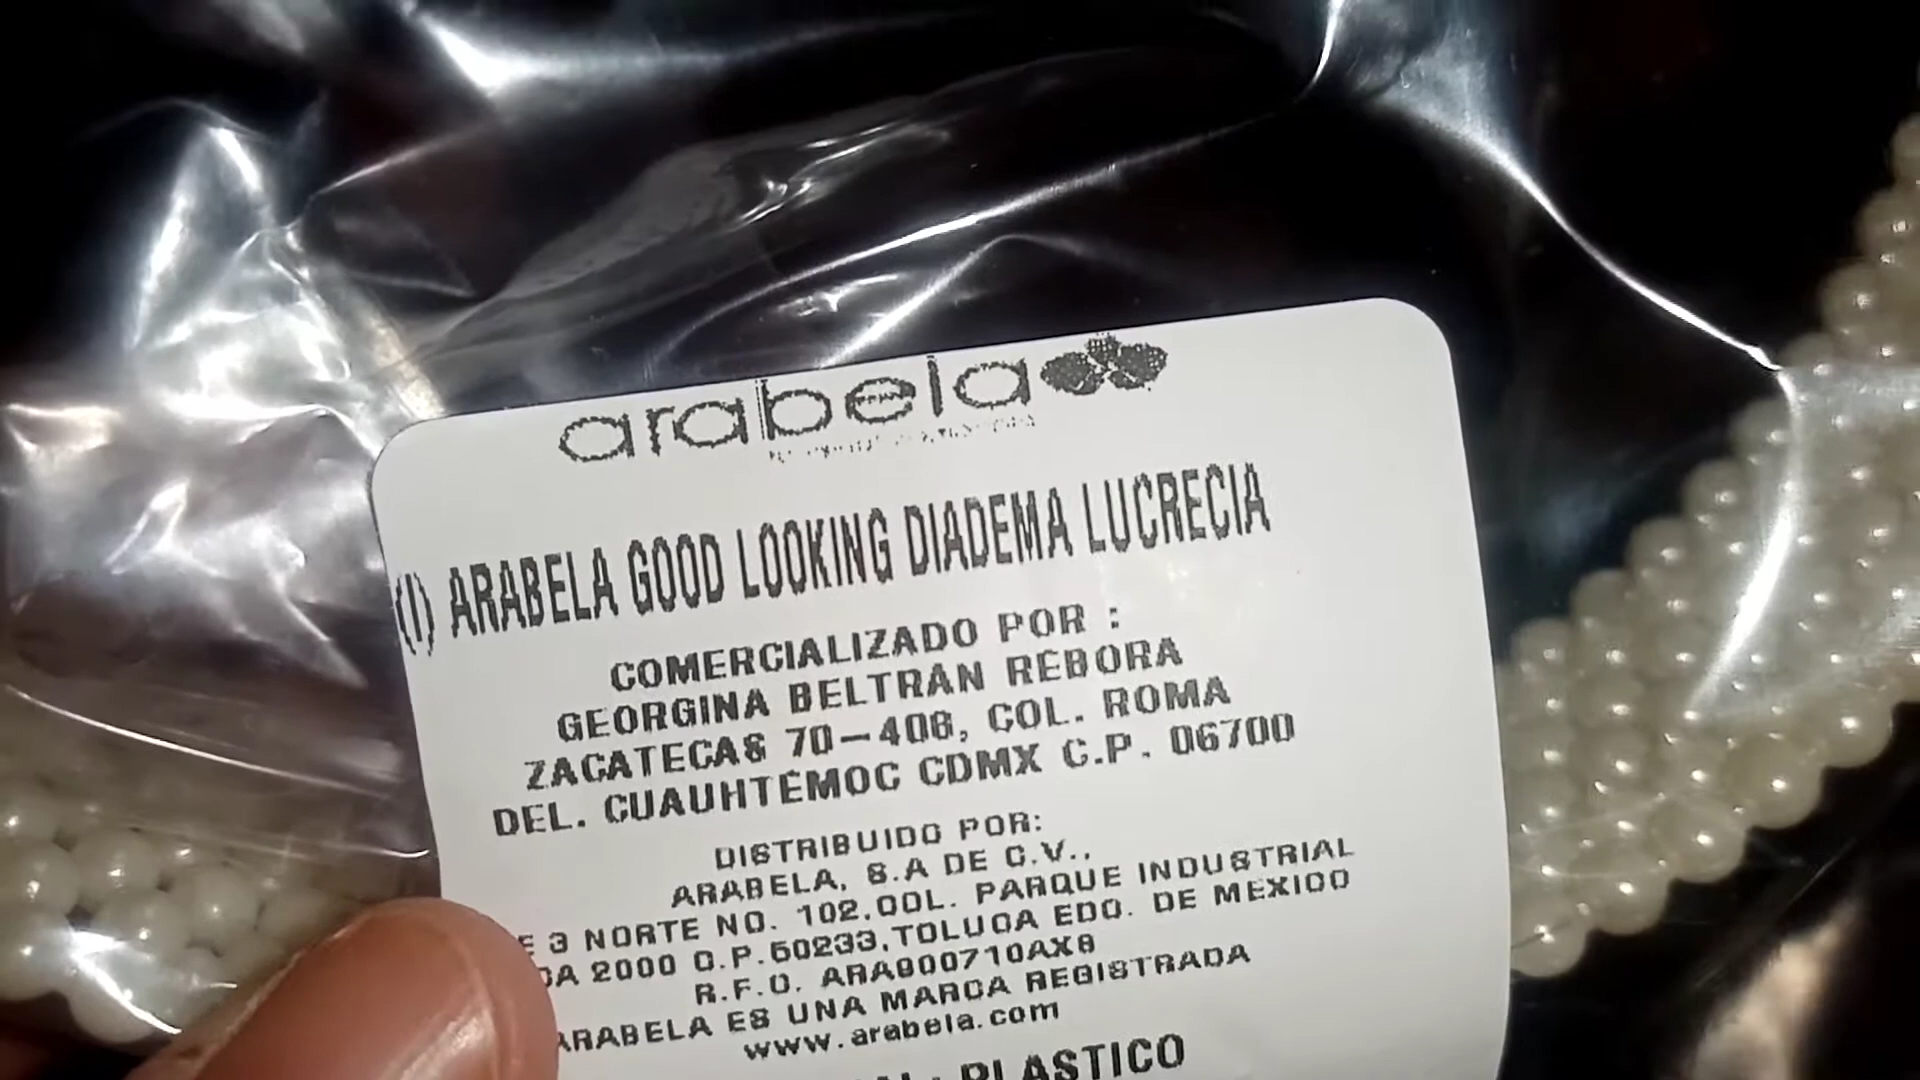 arabela
(I) ARABELA GOOD LOOKING DIADEMA LUCRECIA
COMERCIALIZADO POR :
GEORGINA BELTRAN REBORA
ZACATECAS 70-408, COL. ROMA
DEL. CUAUHTEMOC CDMX C.P. 06700
DISTRIBUIDO POR:
ARABELA, S.A DE C.V.,
E 3 NORTE NO. 102,COL. PARQUE INDUSTRIAL
2000 C.P.50233,TOLUCA EDO. DE MEXICO
R.F.C. ARA900710AX8
ARABELA ES UNA MARCA REGISTRADA
www.arabela.com
PLASTICO